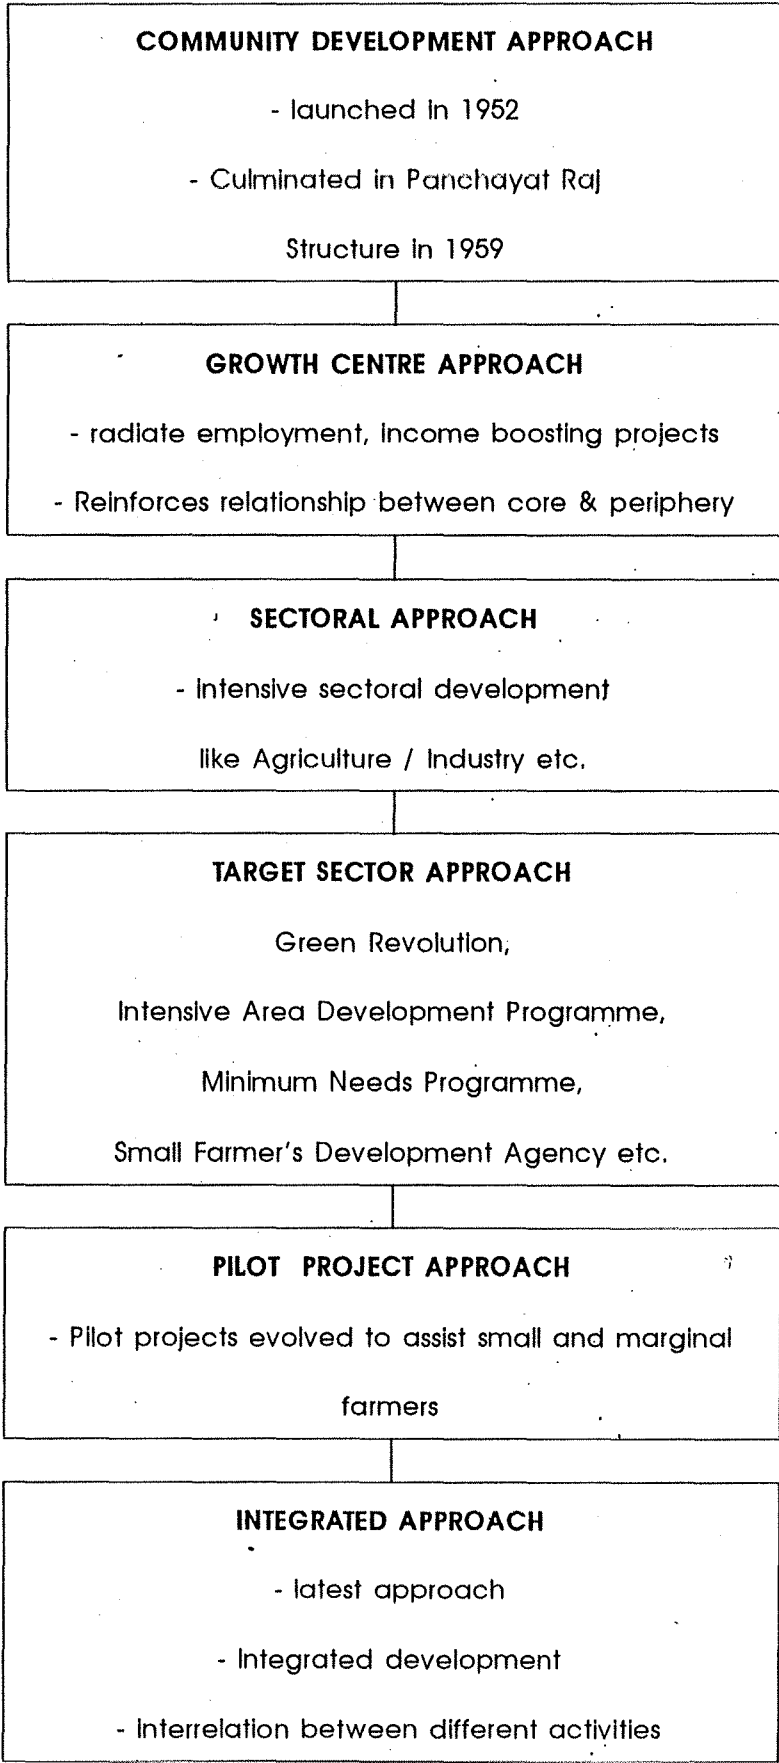 COMMUNITY DEVELOPMENT APPROACH
- launched in 1952
- Culminated in Panchayat Raj
Structure in 1959
GROWTH CENTRE APPROACH
- radiate employment, income boosting projects
- Reinforces relationship between core & periphery
SECTORAL APPROACH
- Intensive sectoral development
like Agriculture / Industry etc.
TARGET SECTOR APPROACH
Green Revolution,
Intensive Area Development Programme,
Minimum Needs Programme,
Small Farmer's Development Agency etc.
PILOT PROJECT APPROACH
- Pilot projects evolved to assist small and marginal
farmers
INTEGRATED APPROACH
- latest approach
- Integrated development
- Interrelation between different activities